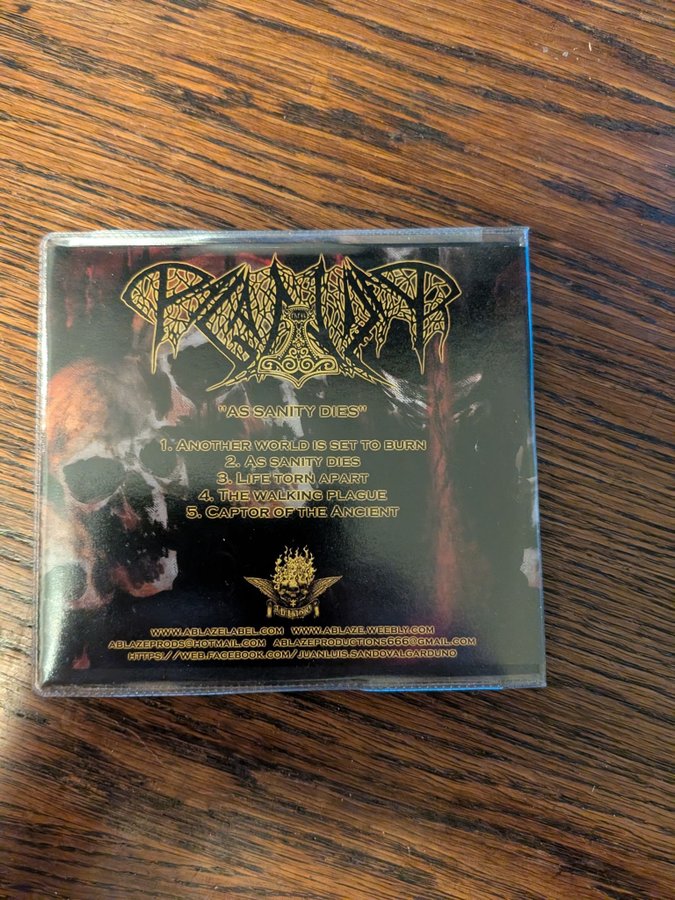 "As Sanity Dies"
1. Another world is set to burn
2. As sanity dies
3. Life torn apart
4. The walking plague
5. Captor of the Ancient
www.ablazelabel.com www.ablaze.weebly.com
ablazeprods@hotmail.com ablazeproductions666@gmail.com
https://web.facebook.com/juanluis.sandovalgarduno